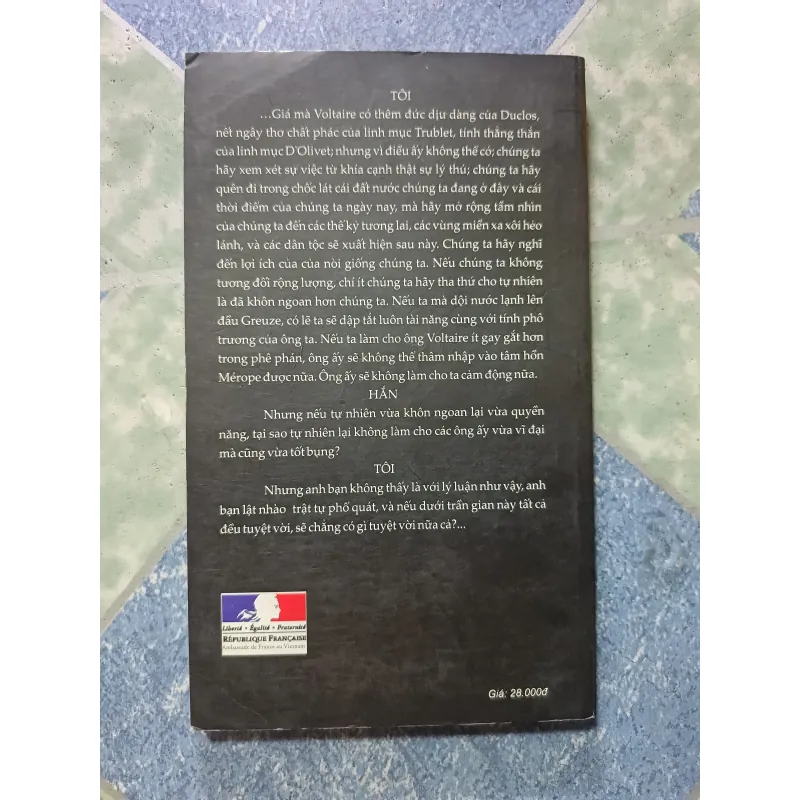 TÔI
...Giá mà Voltaire có thêm đức dịu dàng của Duclos,
nết ngây thơ chất phác của linh mục Trublet, tính thẳng thắn
của linh mục D'Olivet; nhưng vì điều ấy không thể có; chúng ta
hãy xem xét sự việc từ khía cạnh thật sự lý thú; chúng ta hãy
quên đi trong chốc lát cái đất nước chúng ta đang ở đây và cái
thời điểm của chúng ta ngày nay, mà hãy mở rộng tầm nhìn
của chúng ta đến các thế kỷ tương lai, các vùng miền xa xôi hẻo
lánh, và các dân tộc sẽ xuất hiện sau này. Chúng ta hãy nghĩ
đến lợi ích của của nòi giống chúng ta. Nếu chúng ta không
tương đối rộng lượng, chí ít chúng ta hãy tha thứ cho tự nhiên
là đã khôn ngoan hơn chúng ta. Nếu ta mà dội nước lạnh lên
đầu Greuze, có lẽ ta sẽ dập tắt luôn tài năng cùng với tính phô
trương của ông ta. Nếu ta làm cho ông Voltaire ít gay gắt hơn
trong phê phán, ông ấy sẽ không thể thâm nhập vào tâm hồn
Mérope được nữa. Ông ấy sẽ không làm cho ta cảm động nữa.
HẮN
Nhưng nếu tự nhiên vừa khôn ngoan lại vừa quyền
năng, tại sao tự nhiên lại không làm cho các ông ấy vừa vĩ đại
mà cũng vừa tốt bụng?
TÔI
Nhưng anh bạn không thấy là với lý luận như vậy, anh
bạn lật nhào trật tự phổ quát, và nếu dưới trần gian này tất cả
đều tuyệt vời, sẽ chẳng có gì tuyệt vời nữa cả?...
Liberté • Égalité • Fraternité
RÉPUBLIQUE FRANÇAISE
Ambassade de France au Vietnam
Giá: 28.000đ